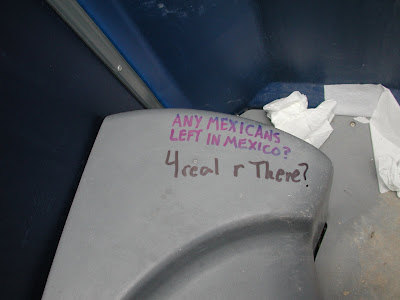 ANY MEXICANS
LEFT IN MEXICO?
4real r There?